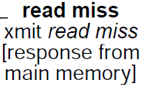 read miss
xmit read miss
[response from
main memory]